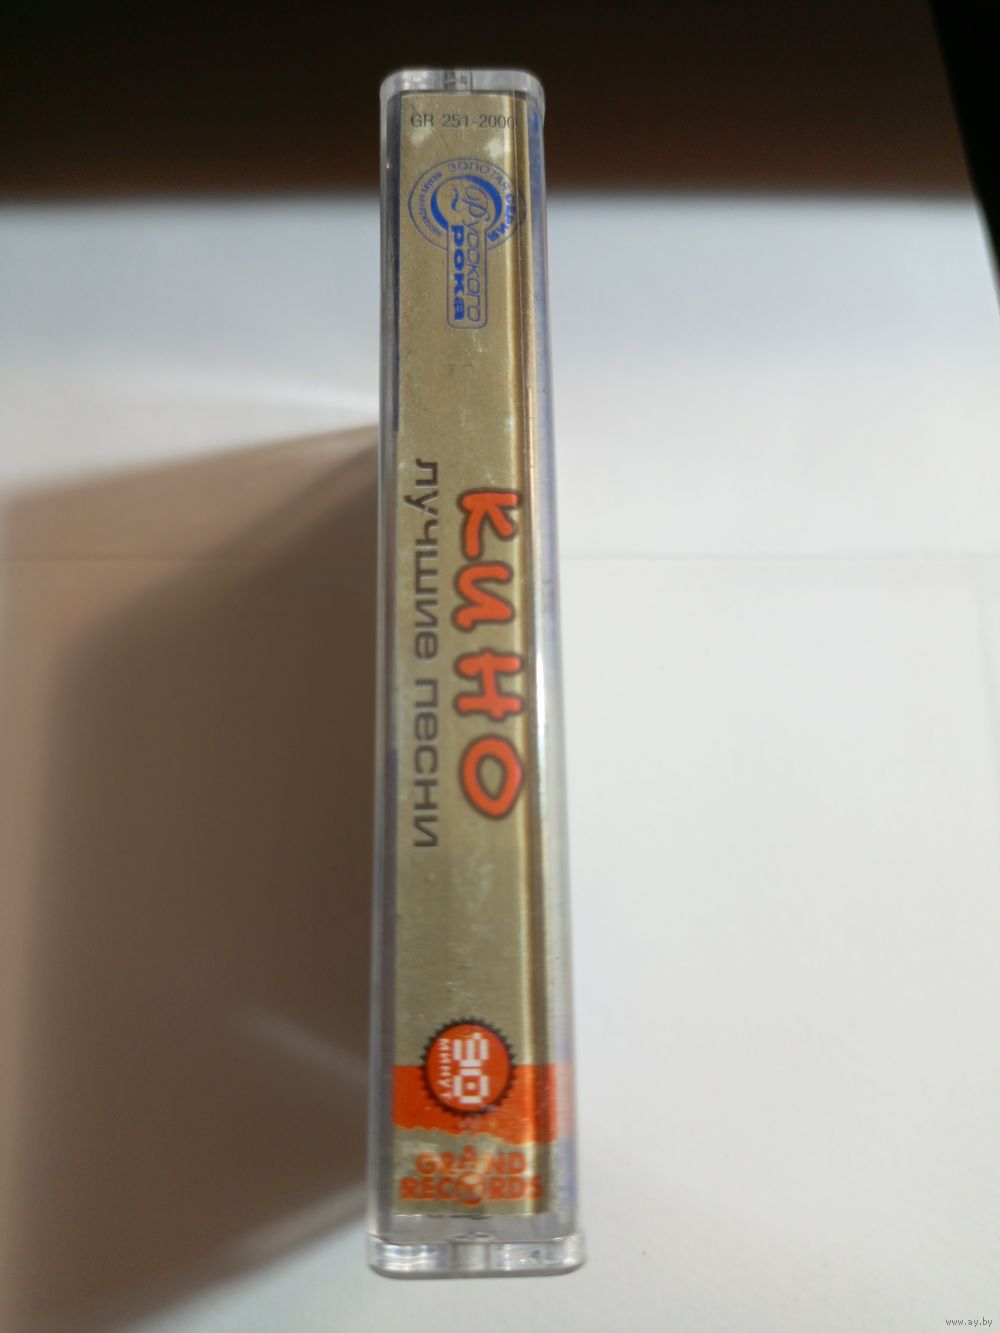 GR 251-2000
ЗОЛОТАЯ СЕРИЯ
Русского
рока
КИНО
лучшие песни
90
МИНУТ
GRAND
RECORDS
www.ay.by